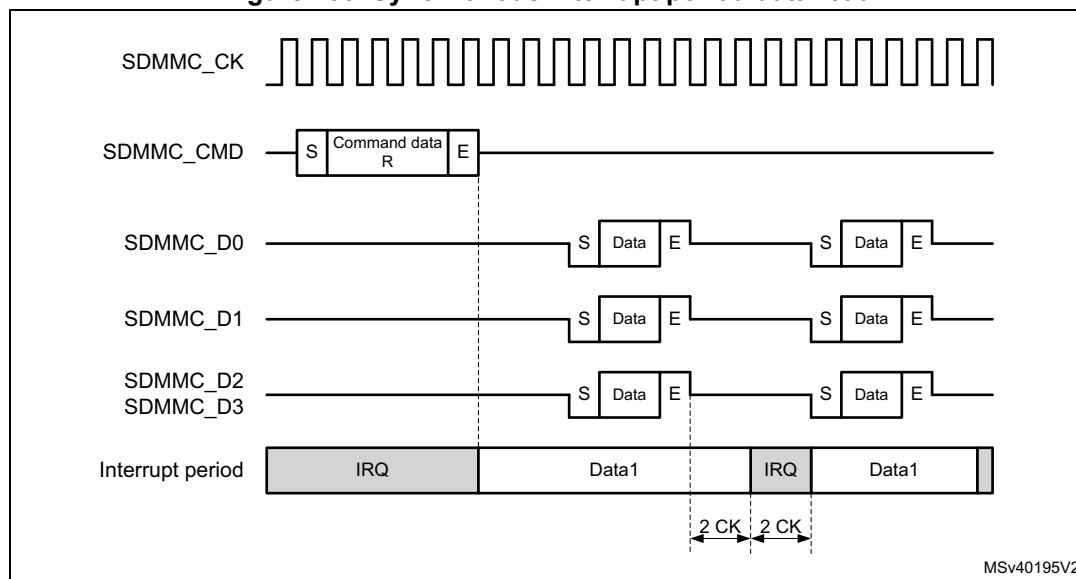 SDMMC_CK
SDMMC_CMD
S
Command data
R
E
SDMMC_D0
S Data E
S Data E
SDMMC_D1
S Data E
S Data E
SDMMC_D2
SDMMC_D3
S Data E
S Data E
Interrupt period
IRQ
Data1
IRQ
Data1
2 CK
2 CK
MSv40195V2